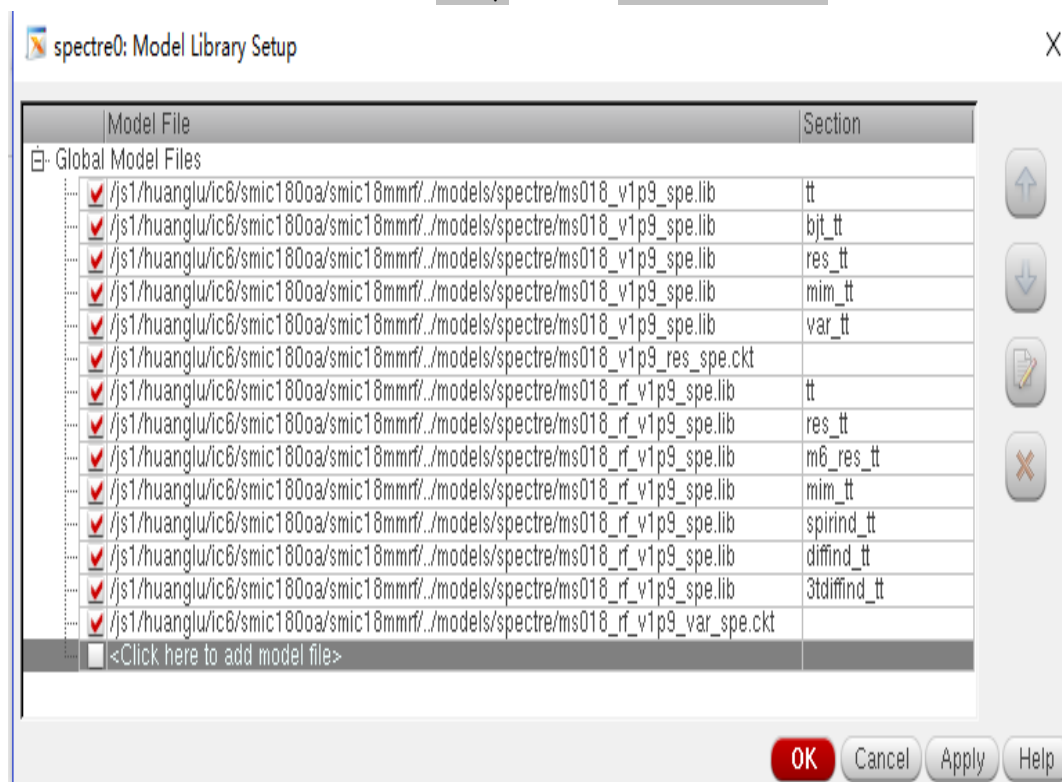 spectre0: Model Library Setup
Model File Section
Global Model Files
/js1/huanglu/ic6/smic180oa/smic18mmrf/../models/spectre/ms018_v1p9_spe.lib tt
/js1/huanglu/ic6/smic180oa/smic18mmrf/../models/spectre/ms018_v1p9_spe.lib bjt_tt
/js1/huanglu/ic6/smic180oa/smic18mmrf/../models/spectre/ms018_v1p9_spe.lib res_tt
/js1/huanglu/ic6/smic180oa/smic18mmrf/../models/spectre/ms018_v1p9_spe.lib mim_tt
/js1/huanglu/ic6/smic180oa/smic18mmrf/../models/spectre/ms018_v1p9_spe.lib var_tt
/js1/huanglu/ic6/smic180oa/smic18mmrf/../models/spectre/ms018_v1p9_res_spe.ckt
/js1/huanglu/ic6/smic180oa/smic18mmrf/../models/spectre/ms018_rf_v1p9_spe.lib tt
/js1/huanglu/ic6/smic180oa/smic18mmrf/../models/spectre/ms018_rf_v1p9_spe.lib res_tt
/js1/huanglu/ic6/smic180oa/smic18mmrf/../models/spectre/ms018_rf_v1p9_spe.lib m6_res_tt
/js1/huanglu/ic6/smic180oa/smic18mmrf/../models/spectre/ms018_rf_v1p9_spe.lib mim_tt
/js1/huanglu/ic6/smic180oa/smic18mmrf/../models/spectre/ms018_rf_v1p9_spe.lib spirind_tt
/js1/huanglu/ic6/smic180oa/smic18mmrf/../models/spectre/ms018_rf_v1p9_spe.lib diffind_tt
/js1/huanglu/ic6/smic180oa/smic18mmrf/../models/spectre/ms018_rf_v1p9_spe.lib 3tdiffind_tt
/js1/huanglu/ic6/smic180oa/smic18mmrf/../models/spectre/ms018_rf_v1p9_var_spe.ckt
<Click here to add model file>
OK Cancel Apply Help